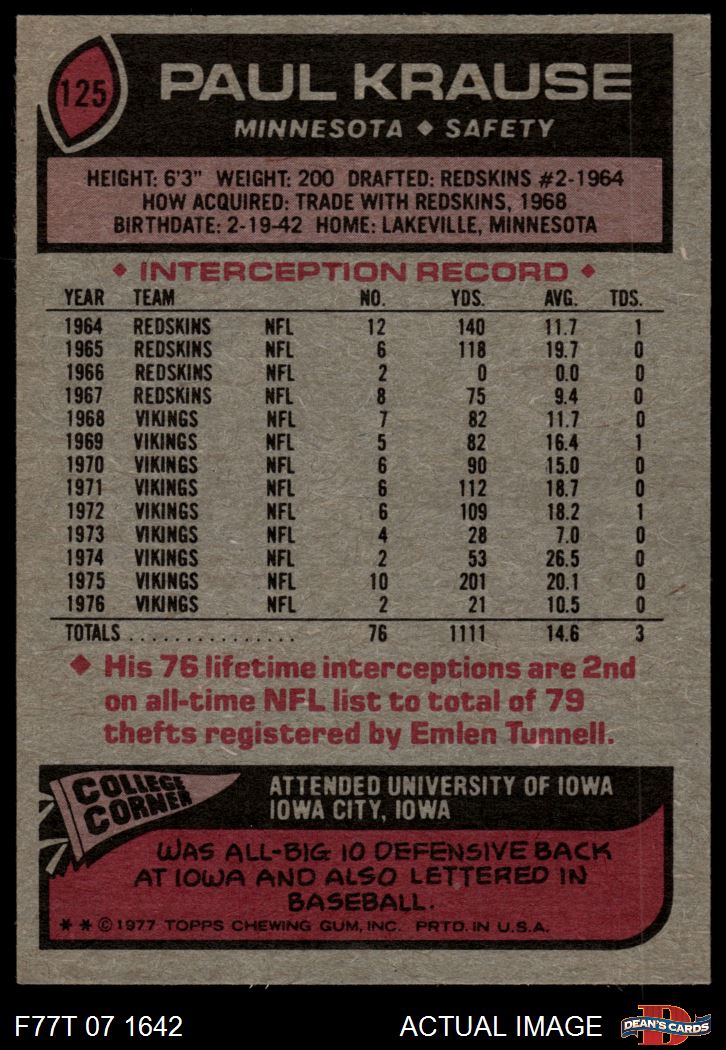 125
PAUL KRAUSE
MINNESOTA ◆ SAFETY
HEIGHT: 6'3" WEIGHT: 200 DRAFTED: REDSKINS #2-1964
HOW ACQUIRED: TRADE WITH REDSKINS, 1968
BIRTHDATE: 2-19-42 HOME: LAKEVILLE, MINNESOTA
◆ INTERCEPTION RECORD ◆
YEAR TEAM NO. YDS. AVG. TDS.
1964 REDSKINS NFL 12 140 11.7 1
1965 REDSKINS NFL 6 118 19.7 0
1966 REDSKINS NFL 2 0 0.0 0
1967 REDSKINS NFL 8 75 9.4 0
1968 VIKINGS NFL 7 82 11.7 0
1969 VIKINGS NFL 5 82 16.4 1
1970 VIKINGS NFL 6 90 15.0 0
1971 VIKINGS NFL 6 112 18.7 0
1972 VIKINGS NFL 6 109 18.2 1
1973 VIKINGS NFL 4 28 7.0 0
1974 VIKINGS NFL 2 53 26.5 0
1975 VIKINGS NFL 10 201 20.1 0
1976 VIKINGS NFL 2 21 10.5 0
TOTALS . . . . . . . . . . . . . . . 76 1111 14.6 3
◆ His 76 lifetime interceptions are 2nd
on all-time NFL list to total of 79
thefts registered by Emlen Tunnell.
COLLEGE
CORNER
ATTENDED UNIVERSITY OF IOWA
IOWA CITY, IOWA
WAS ALL-BIG 10 DEFENSIVE BACK
AT IOWA AND ALSO LETTERED IN
BASEBALL.
* * © 1977 TOPPS CHEWING GUM, INC. PRTD. IN U.S.A.
F77T 07 1642 ACTUAL IMAGE
D
DEAN'S CARDS